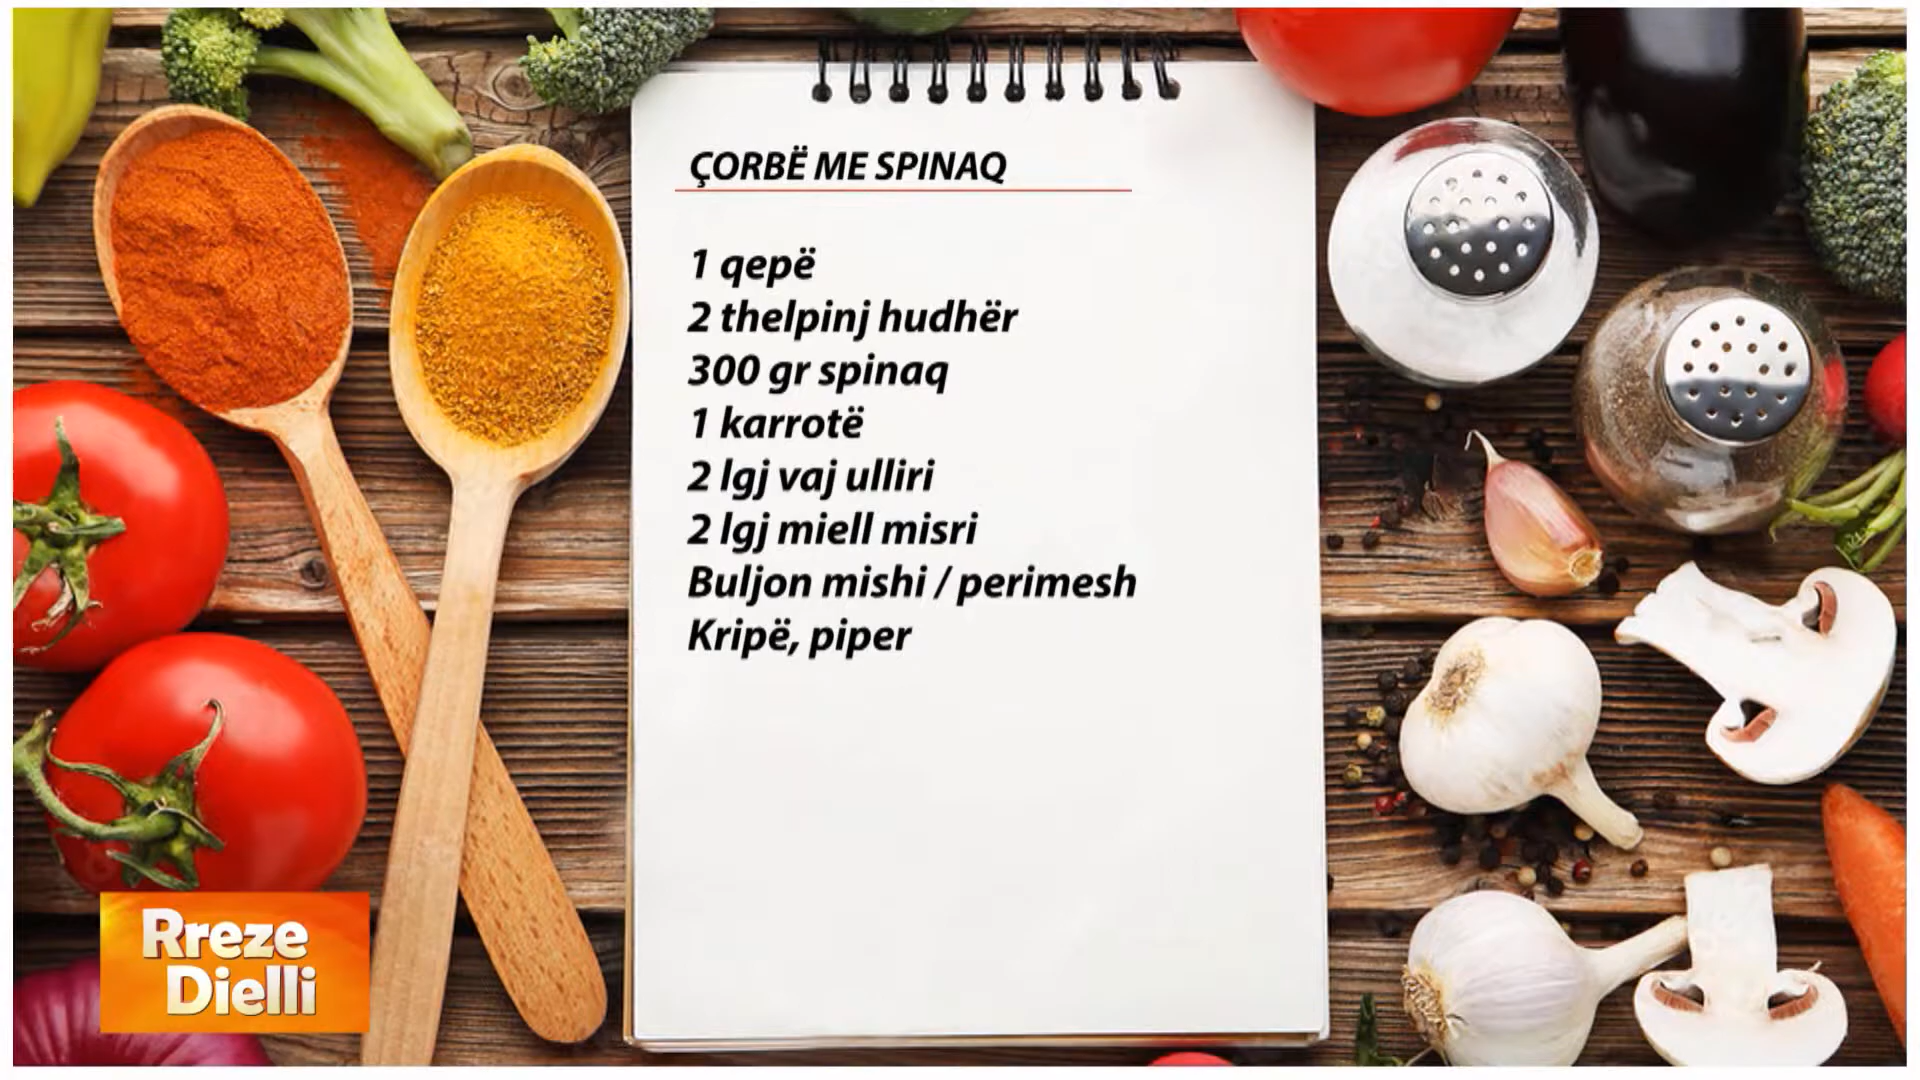 ÇORBË ME SPINAQ
1 qepë
2 thelpinj hudhër
300 gr spinaq
1 karrotë
2 lgj vaj ulliri
2 lgj miell misri
Buljon mishi / perimesh
Kripë, piper
Rreze
Dielli